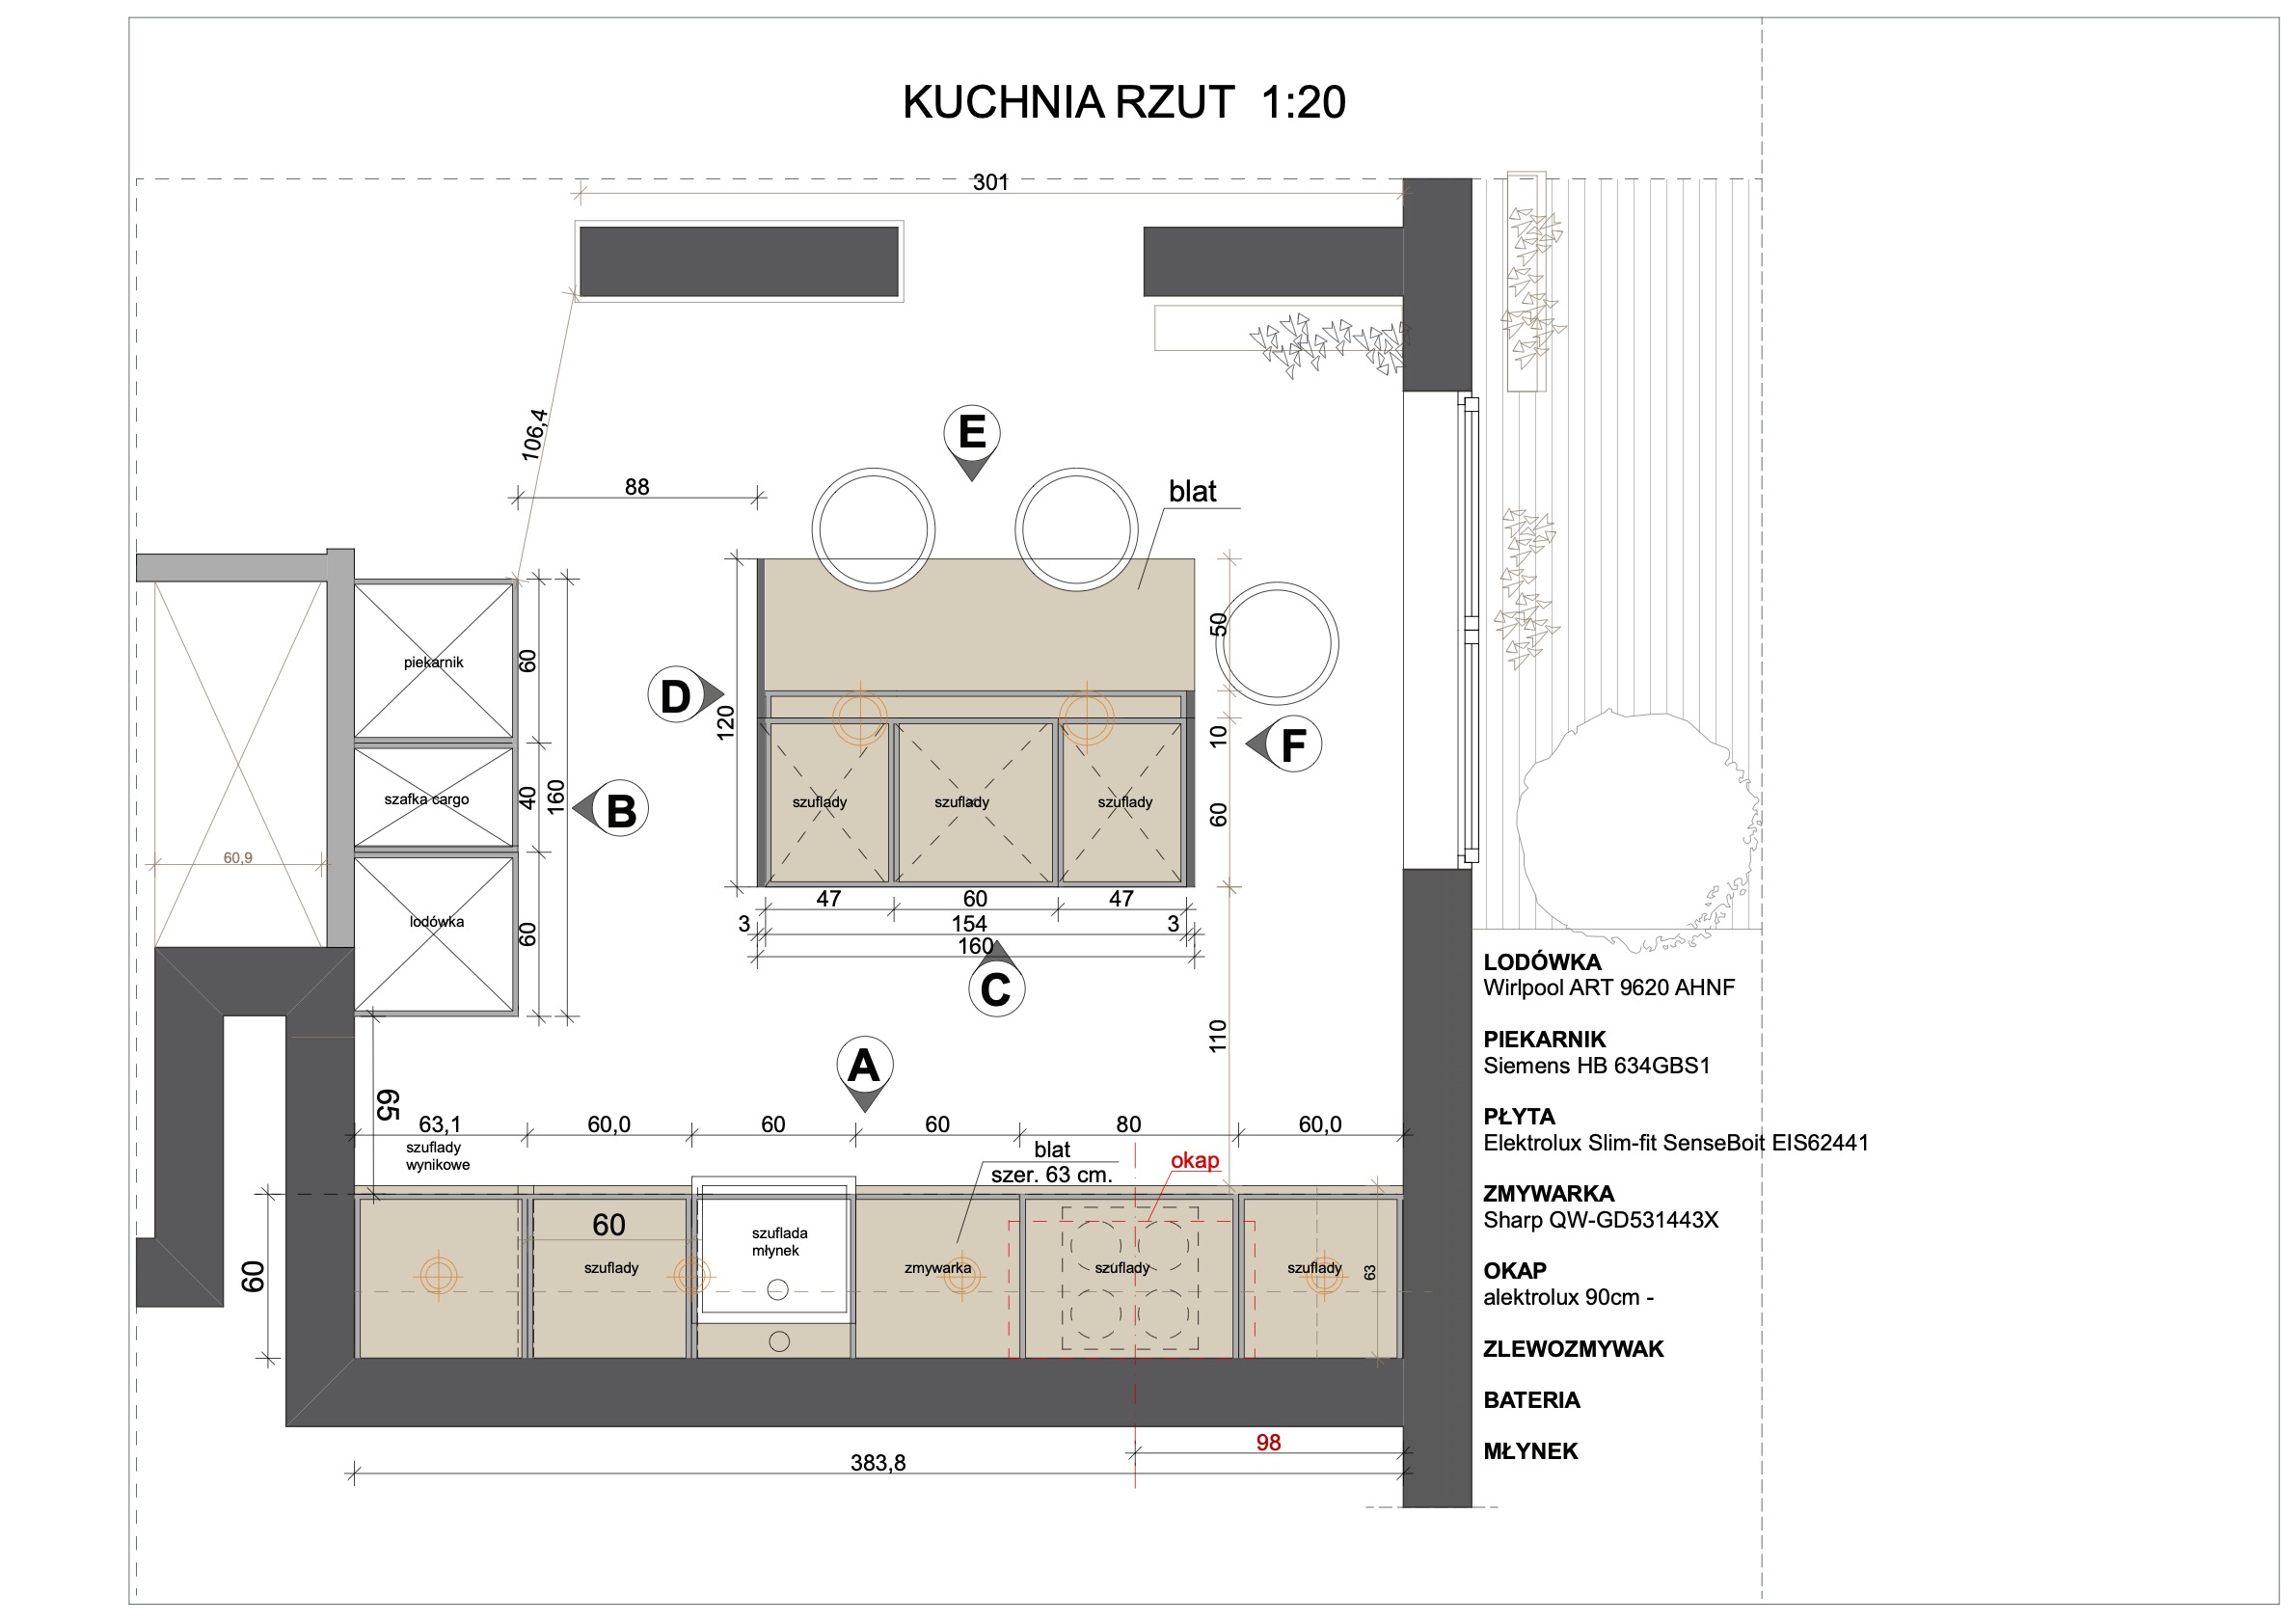 KUCHNIA RZUT 1:20
301
106,4
E
88
blat
50
piekarnik
60
D
120
F
10
szafka cargo
40
160
B
szuflady
szuflady
szuflady
60
60,9
47
60
47
lodówka
60
3
154
3
160
C
LODÓWKA
Wirlpool ART 9620 AHNF
110
PIEKARNIK
Siemens HB 634GBS1
A
65
PŁYTA
Elektrolux Slim-fit SenseBoit EIS62441
63,1
60,0
60
60
80
60,0
szuflady
wynikowe
blat
szer. 63 cm.
okap
ZMYWARKA
Sharp QW-GD531443X
60
szuflada
młynek
60
szuflady
zmywarka
szuflady
szuflady
63
OKAP
alektrolux 90cm -
ZLEWOZMYWAK
BATERIA
98
383,8
MŁYNEK